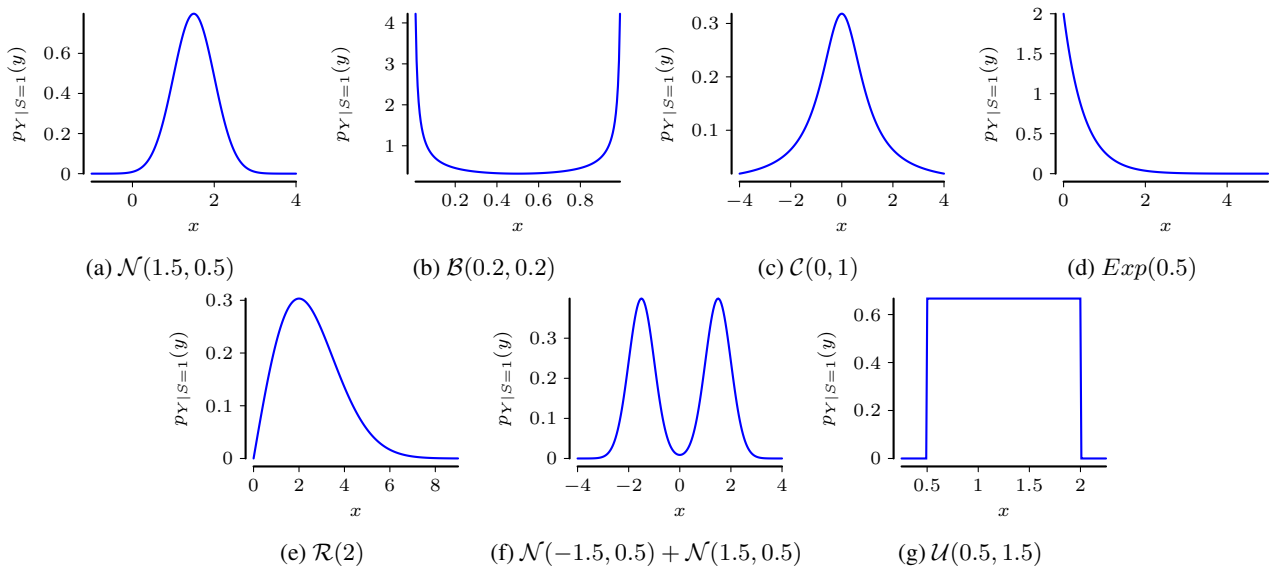 p_{Y|S=1}(y)
0.6
0.4
0.2
0
0 2 4
x
(a) 𝒩(1.5, 0.5)
p_{Y|S=1}(y)
4
3
2
1
0.2 0.4 0.6 0.8
x
(b) ℬ(0.2, 0.2)
p_{Y|S=1}(y)
0.3
0.2
0.1
−4 −2 0 2 4
x
(c) 𝒞(0, 1)
p_{Y|S=1}(y)
2
1.5
1
0.5
0
0 2 4
x
(d) Exp(0.5)
p_{Y|S=1}(y)
0.3
0.2
0.1
0
0 2 4 6 8
x
(e) ℛ(2)
p_{Y|S=1}(y)
0.3
0.2
0.1
0
−4 −2 0 2 4
x
(f) 𝒩(−1.5, 0.5) + 𝒩(1.5, 0.5)
p_{Y|S=1}(y)
0.6
0.4
0.2
0
0.5 1 1.5 2
x
(g) 𝒰(0.5, 1.5)